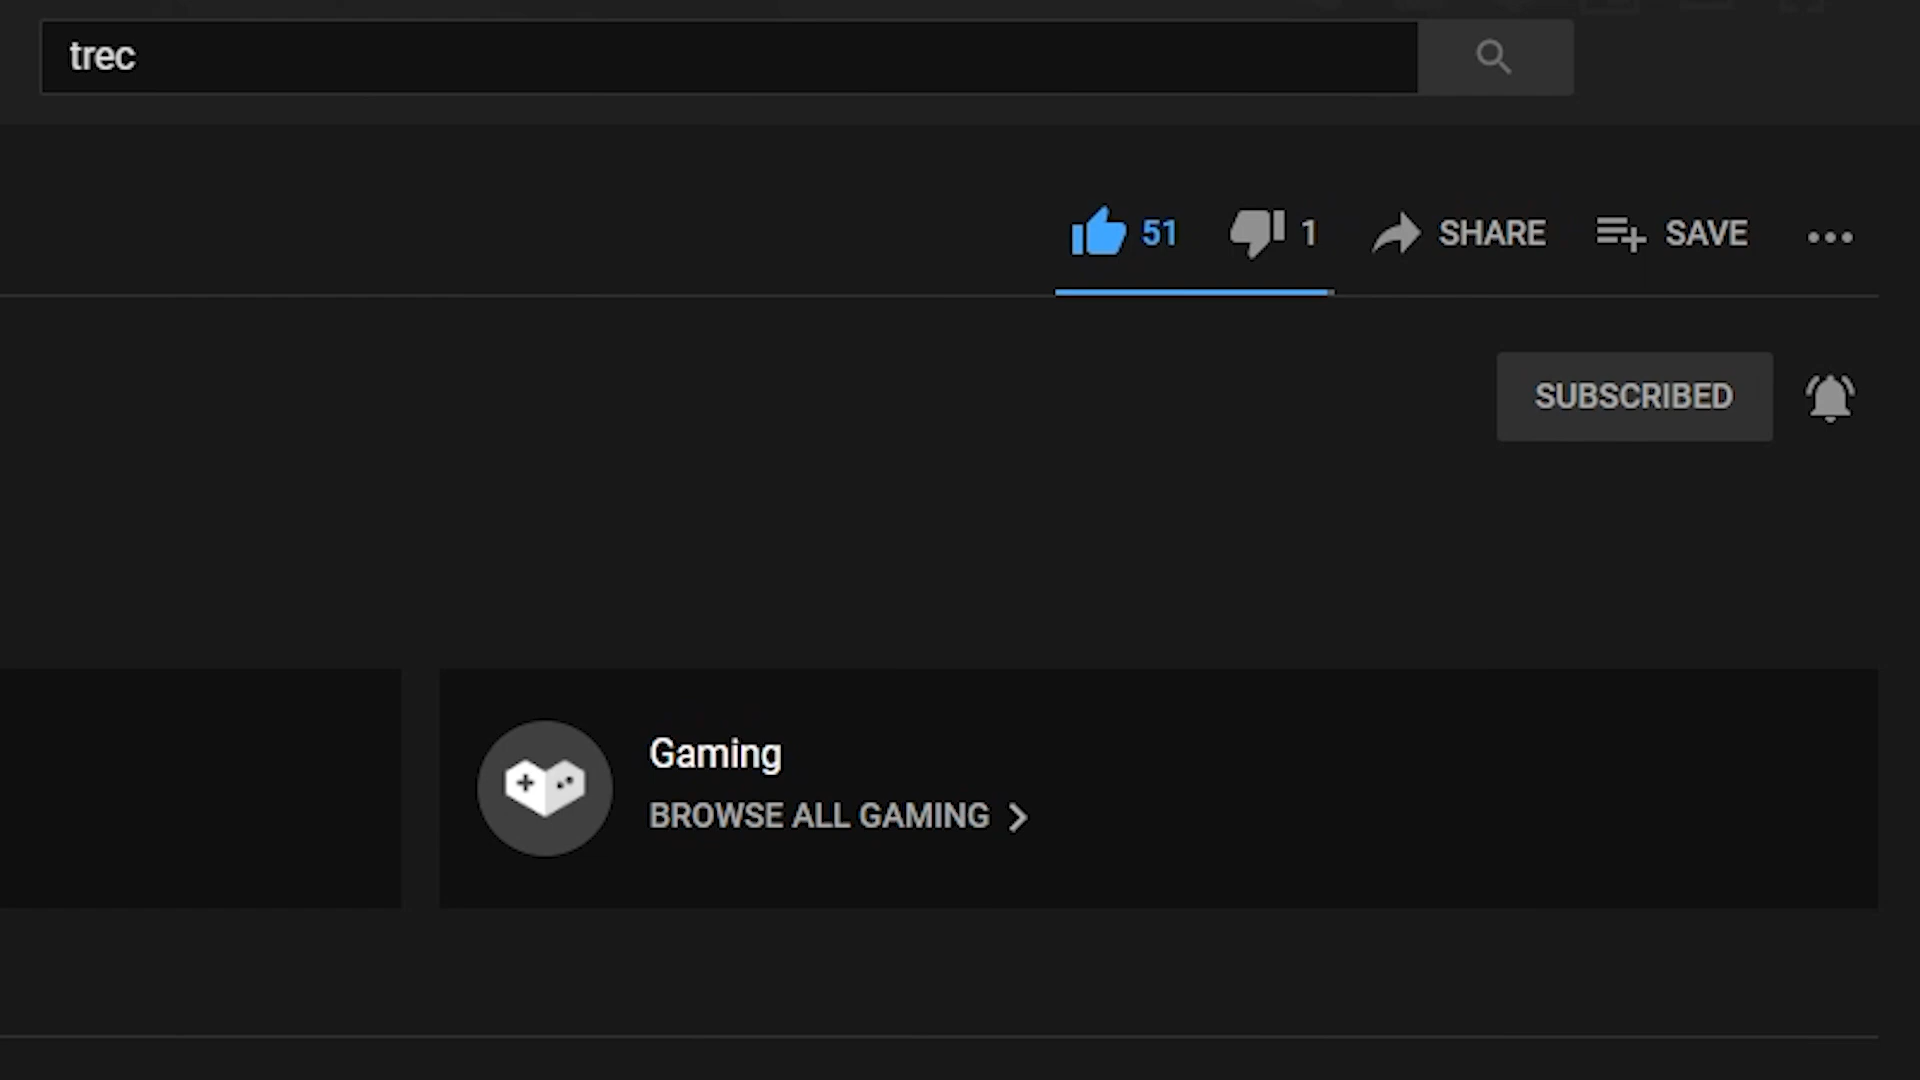 trec
51 1 SHARE SAVE
SUBSCRIBED
Gaming
BROWSE ALL GAMING